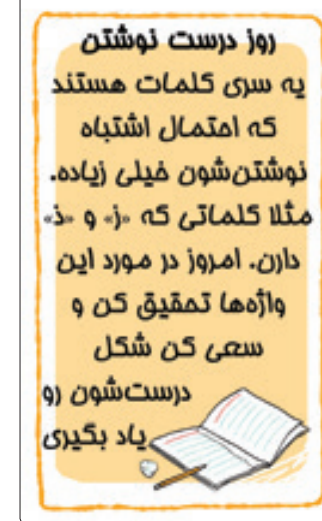 روز درست نوشتن
یه سری کلمات هستند
که احتمال اشتباه
نوشتن‌شون خیلی زیاده.
مثلا کلماتی که «ز» و «ذ»
دارن. امروز در مورد این
واژه‌ها تحقیق کن و
سعی کن شکل
درست‌شون رو
یاد بگیری